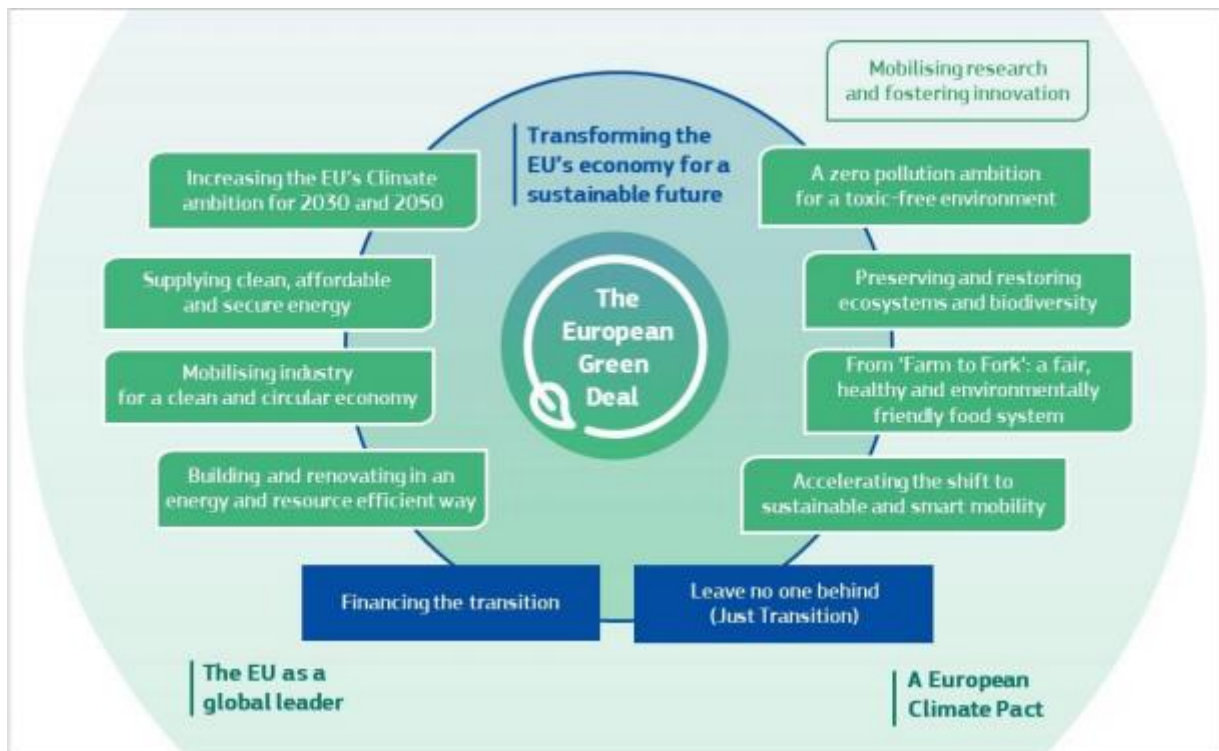 Mobilising research
and fostering innovation
Transforming the
EU's economy for a
sustainable future
Increasing the EU's Climate
ambition for 2030 and 2050
A zero pollution ambition
for a toxic-free environment
Supplying clean, affordable
and secure energy
Preserving and restoring
ecosystems and biodiversity
The
European
Green
Deal
Mobilising industry
for a clean and circular economy
From 'Farm to Fork': a fair,
healthy and environmentally
friendly food system
Building and renovating in an
energy and resource efficient way
Accelerating the shift to
sustainable and smart mobility
Financing the transition
Leave no one behind
(Just Transition)
The EU as a
global leader
A European
Climate Pact